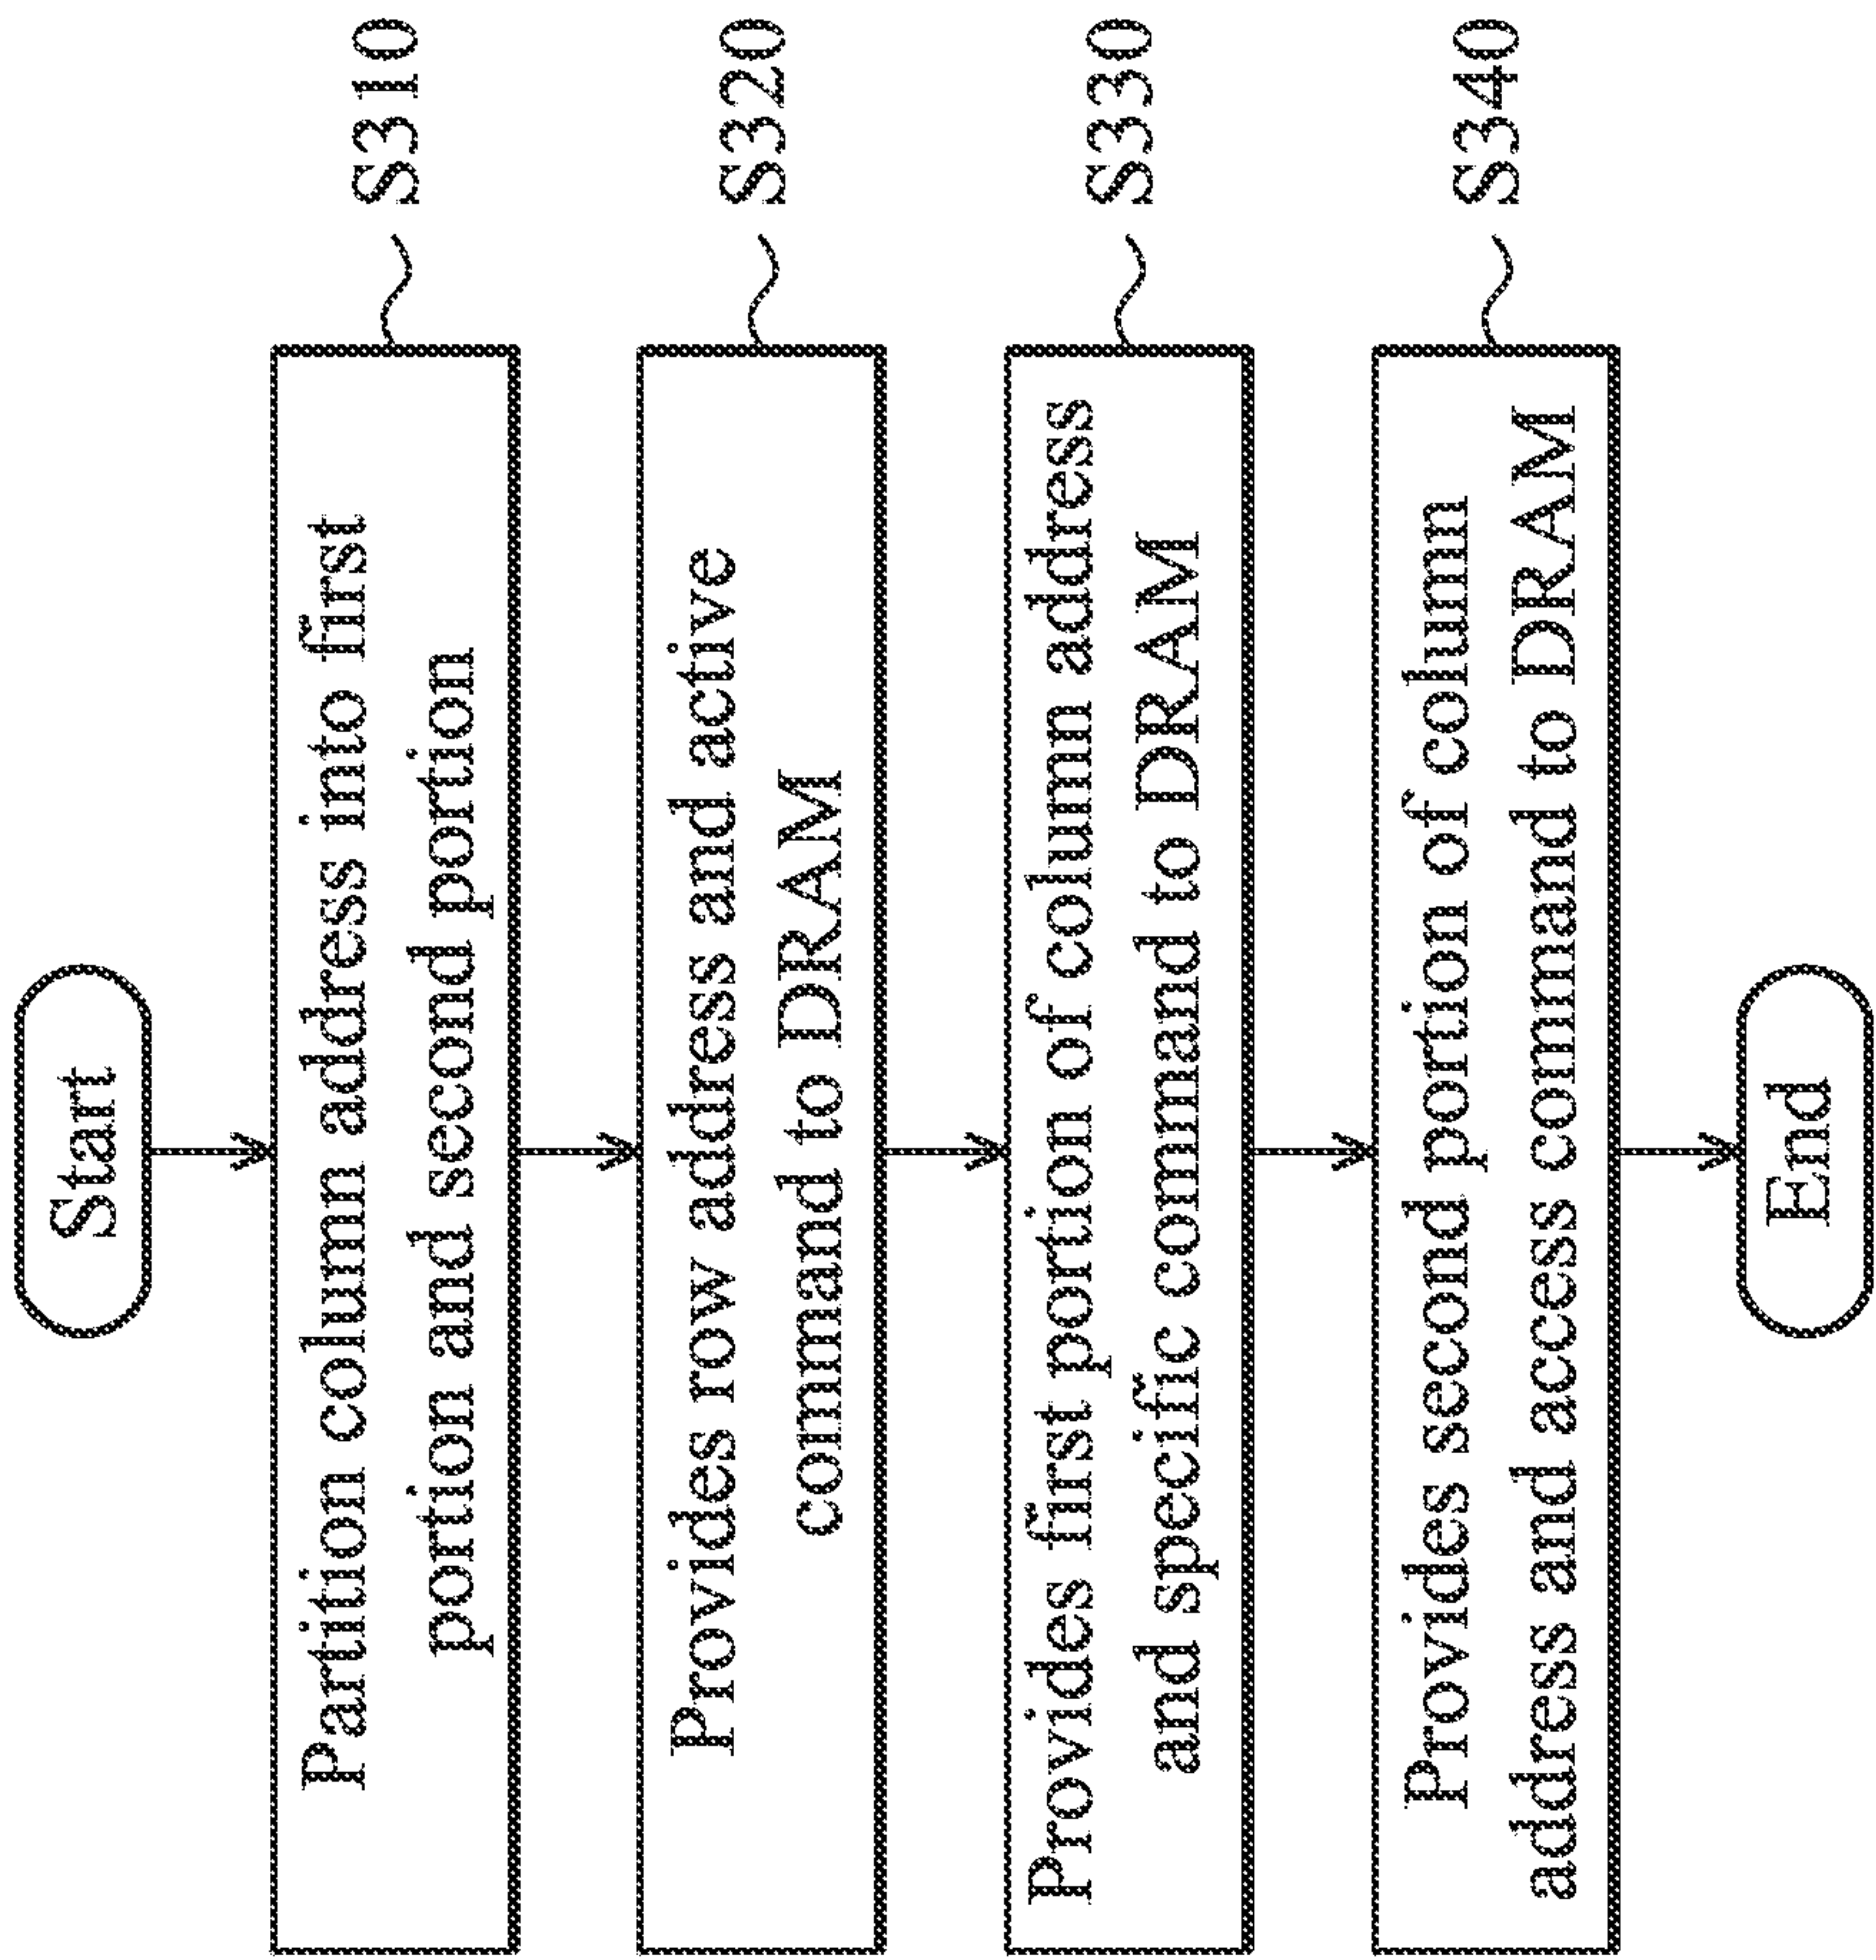 Start
Partition column address into first
portion and second portion
S310
Provides row address and active
command to DRAM
S320
Provides first portion of column address
and specific command to DRAM
S330
Provides second portion of column
address and access command to DRAM
S340
End